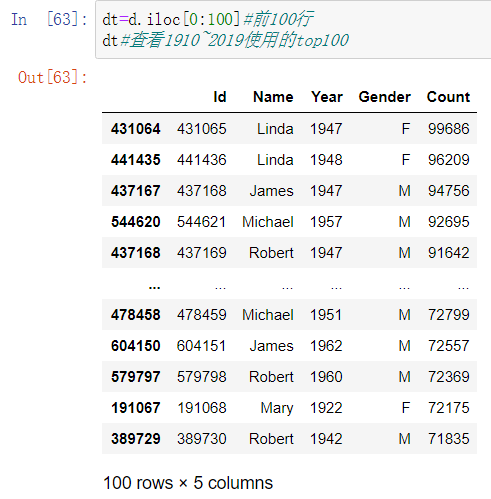 In [63]: dt=d.iloc[0:100]#前100行
dt#查看1910~2019使用的top100
Out[63]:
Id Name Year Gender Count
431064 431065 Linda 1947 F 99686
441435 441436 Linda 1948 F 96209
437167 437168 James 1947 M 94756
544620 544621 Michael 1957 M 92695
437168 437169 Robert 1947 M 91642
... ... ... ... ... ...
478458 478459 Michael 1951 M 72799
604150 604151 James 1962 M 72557
579797 579798 Robert 1960 M 72369
191067 191068 Mary 1922 F 72175
389729 389730 Robert 1942 M 71835
100 rows × 5 columns